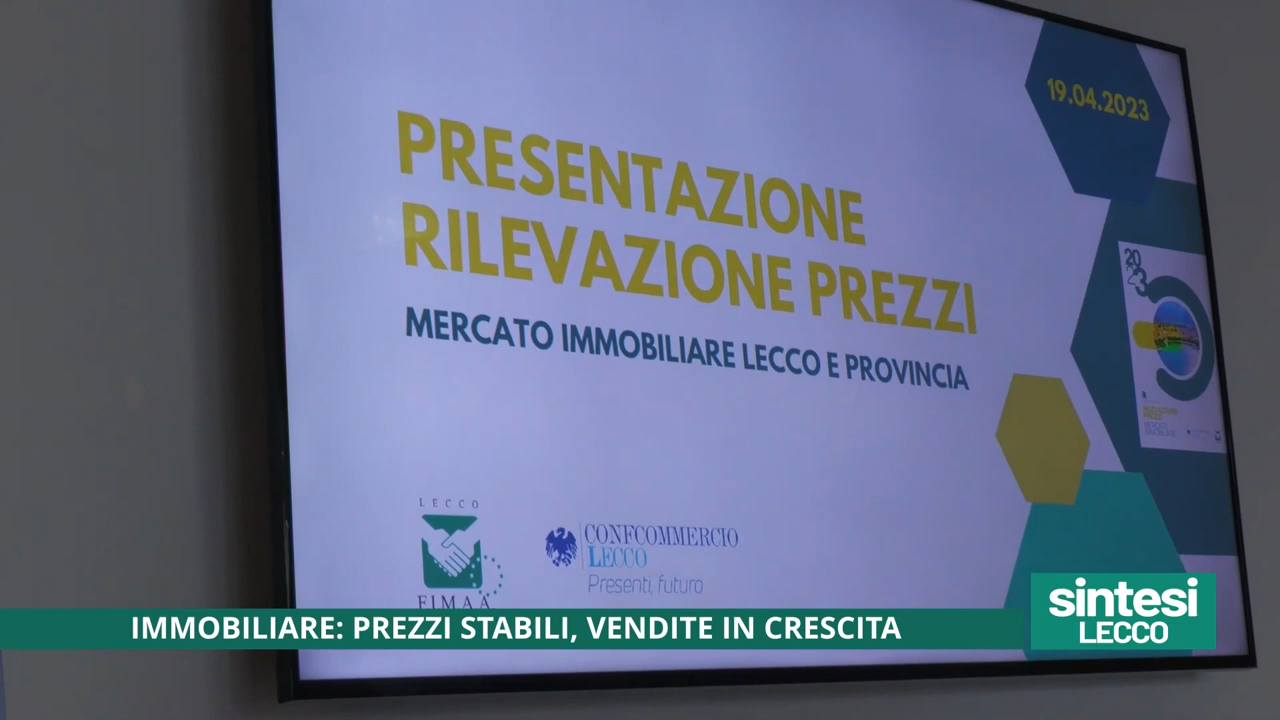 19.04.2023
PRESENTAZIONE
RILEVAZIONE PREZZI
MERCATO IMMOBILIARE LECCO E PROVINCIA
2023
LECCO
FIMAA
CONFCOMMERCIO
LECCO
Presenti, futuro
IMMOBILIARE: PREZZI STABILI, VENDITE IN CRESCITA
sintesi
LECCO